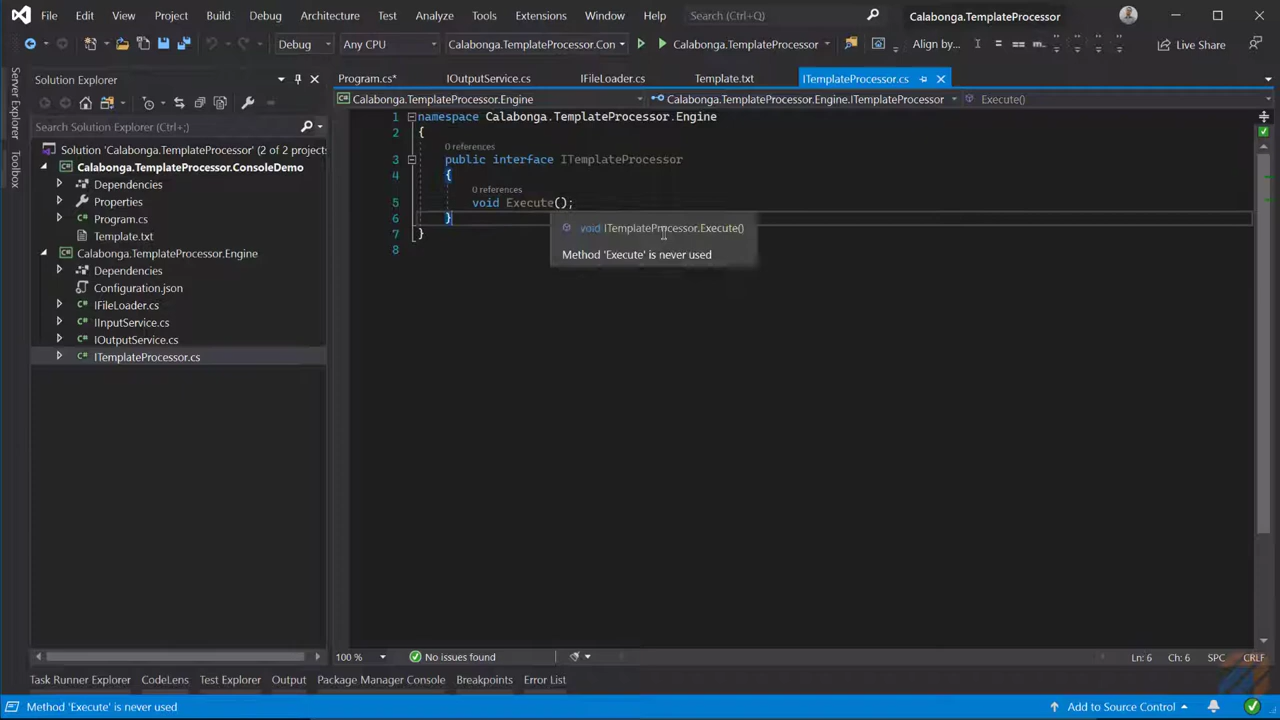 File Edit View Project Build Debug Architecture Test Analyze Tools Extensions Window Help Search (Ctrl+Q) Calabonga.TemplateProcessor
Debug Any CPU Calabonga.TemplateProcessor.Con Calabonga.TemplateProcessor Align by... = == m... Live Share
Server Explorer
Toolbox
Solution Explorer
Search Solution Explorer (Ctrl+;)
Solution 'Calabonga.TemplateProcessor' (2 of 2 projects
Calabonga.TemplateProcessor.ConsoleDemo
Dependencies
Properties
C# Program.cs
Template.txt
C# Calabonga.TemplateProcessor.Engine
Dependencies
Configuration.json
C# IFileLoader.cs
C# IInputService.cs
C# IOutputService.cs
C# ITemplateProcessor.cs
Program.cs* IOutputService.cs IFileLoader.cs Template.txt ITemplateProcessor.cs
Calabonga.TemplateProcessor.Engine Calabonga.TemplateProcessor.Engine.ITemplateProcessor Execute()
1 namespace Calabonga.TemplateProcessor.Engine
2 {
0 references
3 public interface ITemplateProcessor
4 {
0 references
5 void Execute();
6 }
7 }
8
void ITemplateProcessor.Execute()
Method 'Execute' is never used
100 % No issues found Ln: 6 Ch: 6 SPC CRLF
Task Runner Explorer CodeLens Test Explorer Output Package Manager Console Breakpoints Error List
Method 'Execute' is never used Add to Source Control